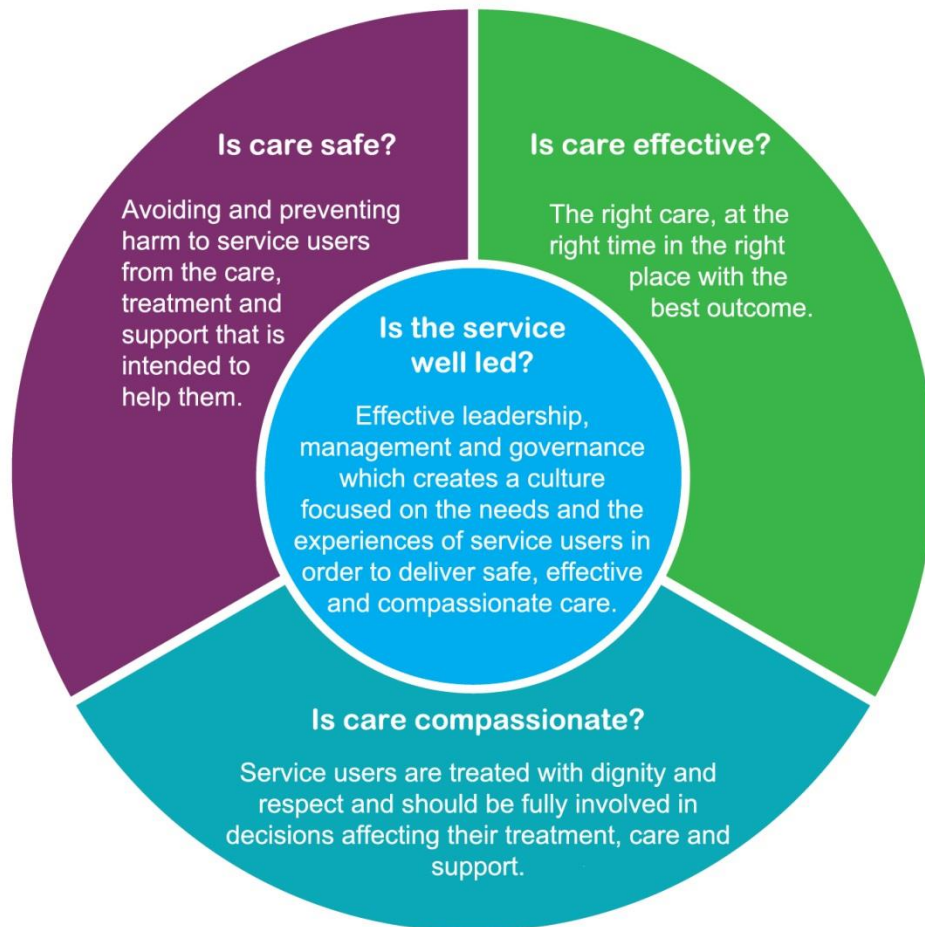 Is care safe?
Avoiding and preventing
harm to service users
from the care,
treatment and
support that is
intended to
help them.
Is care effective?
The right care, at the
right time in the right
place with the
best outcome.
Is the service
well led?
Effective leadership,
management and governance
which creates a culture
focused on the needs and the
experiences of service users in
order to deliver safe, effective
and compassionate care.
Is care compassionate?
Service users are treated with dignity and
respect and should be fully involved in
decisions affecting their treatment, care and
support.